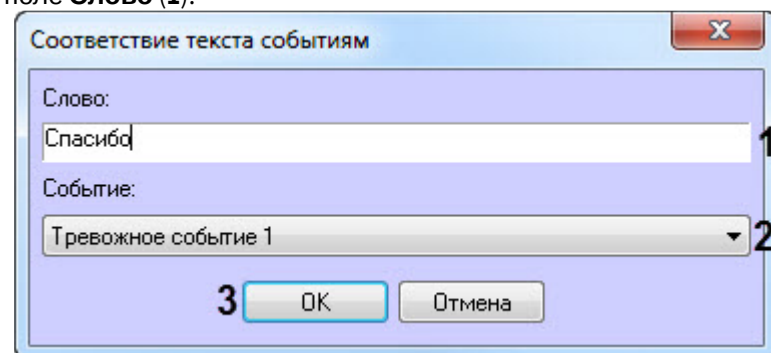 поле Слово (1).
Соответствие текста событиям
Слово:
Спасибо
1
Событие:
Тревожное событие 1
2
3 OK Отмена